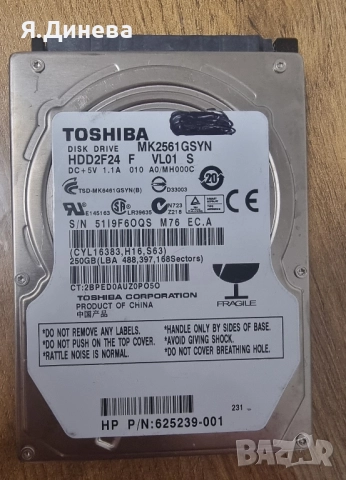 Я.Динева
TOSHIBA
DISK DRIVE MK2561GSYN
HDD2F24 F VL01 S
DC+5V 1.1A 010 A0/MH000C
TSD-MK6461GSYN(B)
D33003
E145163
LR39635
N723
Z218
S/N 51I9F6OQS M76 EC.A
(CYL16383,H16,S63)
250GB(LBA 488,397,168Sectors)
CT:2BPED0AUZ0PO5O
TOSHIBA CORPORATION
PRODUCT OF CHINA
中国产品
FRAGILE
*DO NOT REMOVE ANY LABELS.
*DO NOT PUSH ON TOP COVER.
*RATTLE NOISE IS NORMAL.
*HANDLE ONLY BY SIDES OF BASE.
*AVOID GIVING SHOCK.
*DO NOT COVER BREATHING HOLE.
231
HP P/N:625239-001
BAZAR